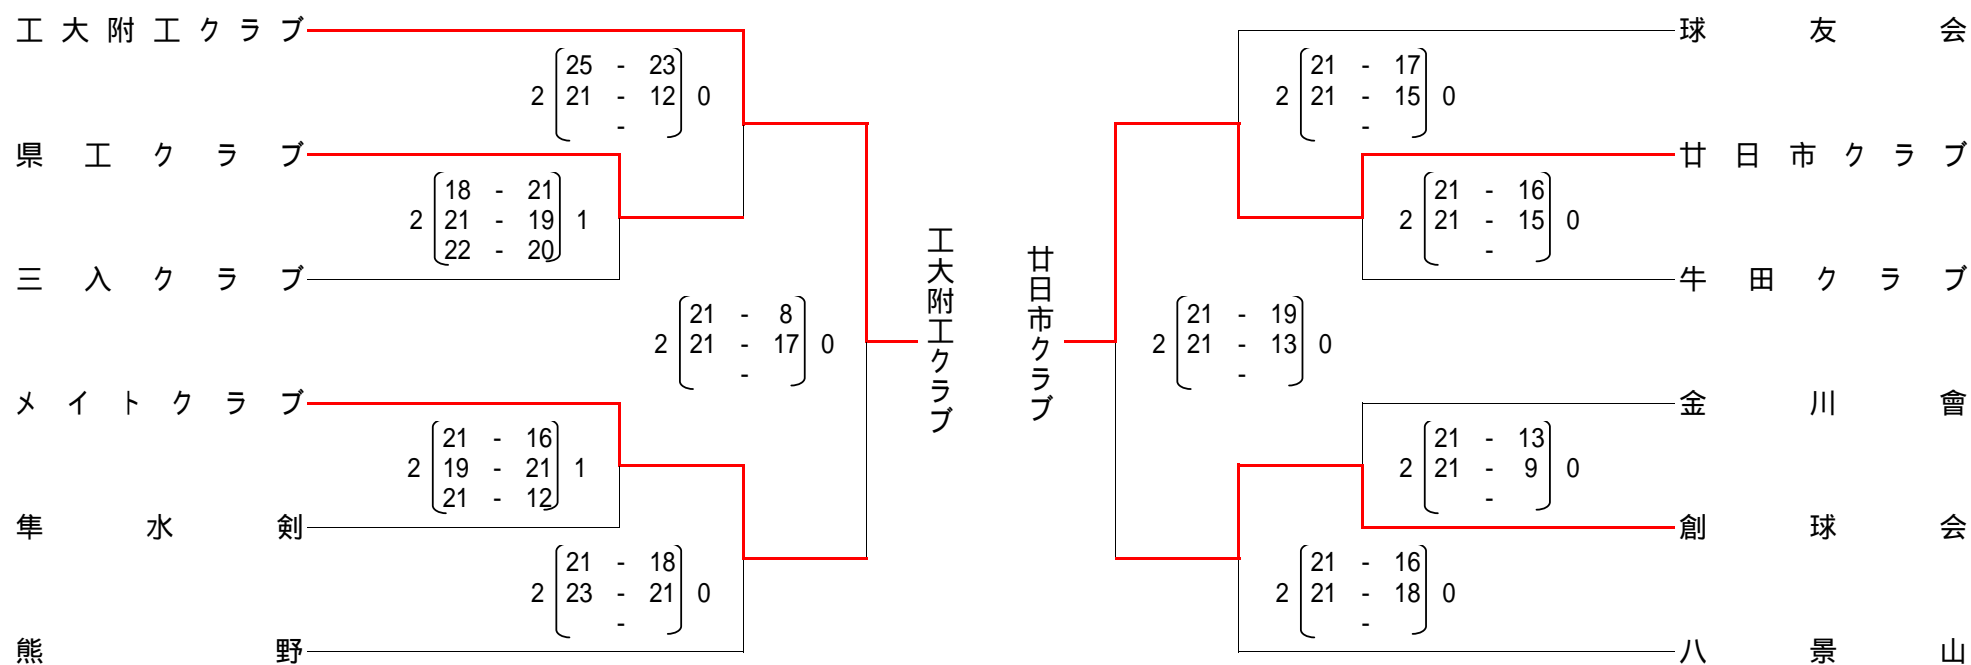 工大附工クラブ
25 - 23
2 21 - 12 0
-
県工クラブ
18 - 21
2 21 - 19 1
22 - 20
三入クラブ
21 - 8
2 21 - 17 0
-
メイトクラブ
21 - 16
2 19 - 21 1
21 - 12
隼水剣
21 - 18
2 23 - 21 0
-
熊野
工大附工クラブ
廿日市クラブ
球友会
21 - 17
2 21 - 15 0
-
廿日市クラブ
21 - 16
2 21 - 15 0
-
牛田クラブ
21 - 19
2 21 - 13 0
-
金川會
21 - 13
2 21 - 9 0
-
創球会
21 - 16
2 21 - 18 0
-
八景山